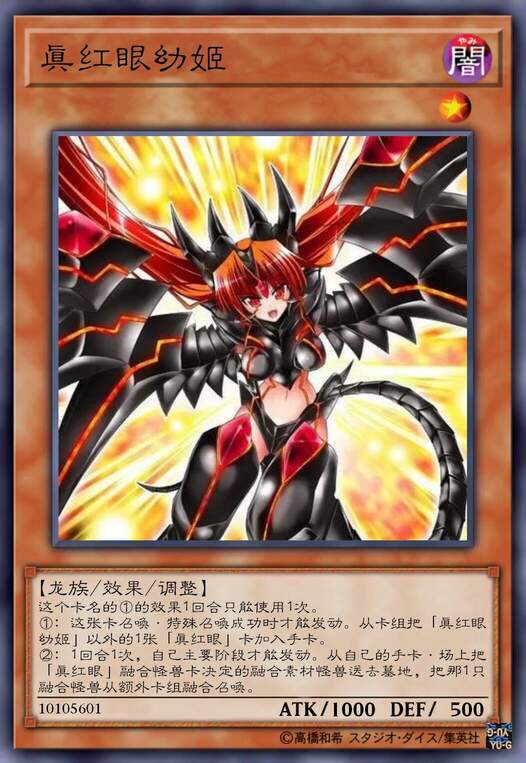 真红眼幼姬
やみ
闇
【龙族/效果/调整】
这个卡名的①的效果1回合只能使用1次。
①：这张卡召唤·特殊召唤成功时才能发动。从卡组把「真红眼
幼姬」以外的1张「真红眼」卡加入手卡。
②：1回合1次，自己主要阶段才能发动。从自己的手卡·场上把
「真红眼」融合怪兽卡决定的融合素材怪兽送去墓地，把那1只
融合怪兽从额外卡组融合召唤。
ATK/1000 DEF/ 500
10105601
©高橋和希 スタジオ·ダイス/集英社
YU-G